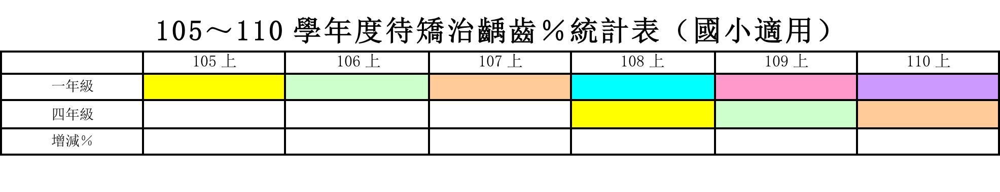 105～110 學年度待矯治齲齒％統計表（國小適用）
105 上 106 上 107 上 108 上 109 上 110 上
一年級
四年級
增減％